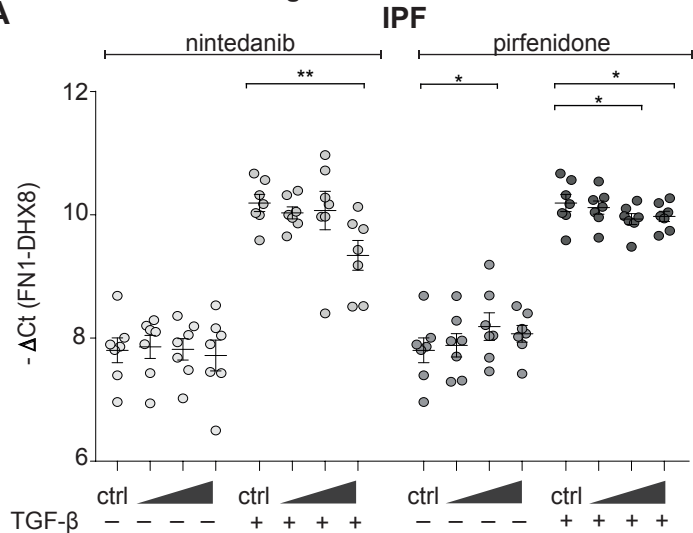 A
IPF
nintedanib pirfenidone
** * * *
12
10
8
6
- ΔCt (FN1-DHX8)
ctrl ctrl ctrl ctrl
TGF-β − − − − + + + + − − − − + + + +